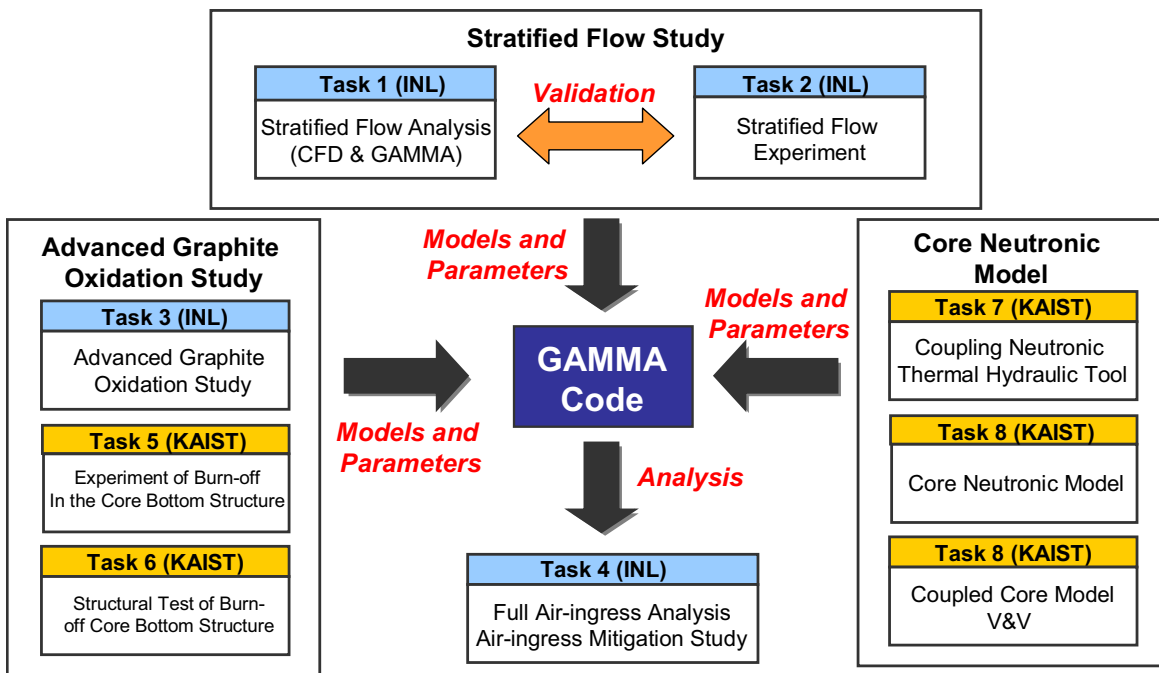 Stratified Flow Study
Task 1 (INL)
Stratified Flow Analysis
(CFD & GAMMA)
Validation
Task 2 (INL)
Stratified Flow
Experiment
Advanced Graphite
Oxidation Study
Task 3 (INL)
Advanced Graphite
Oxidation Study
Task 5 (KAIST)
Experiment of Burn-off
In the Core Bottom Structure
Task 6 (KAIST)
Structural Test of Burn-
off Core Bottom Structure
Models and
Parameters
Models and
Parameters
GAMMA
Code
Models and
Parameters
Analysis
Task 4 (INL)
Full Air-ingress Analysis
Air-ingress Mitigation Study
Core Neutronic
Model
Task 7 (KAIST)
Coupling Neutronic
Thermal Hydraulic Tool
Task 8 (KAIST)
Core Neutronic Model
Task 8 (KAIST)
Coupled Core Model
V&V